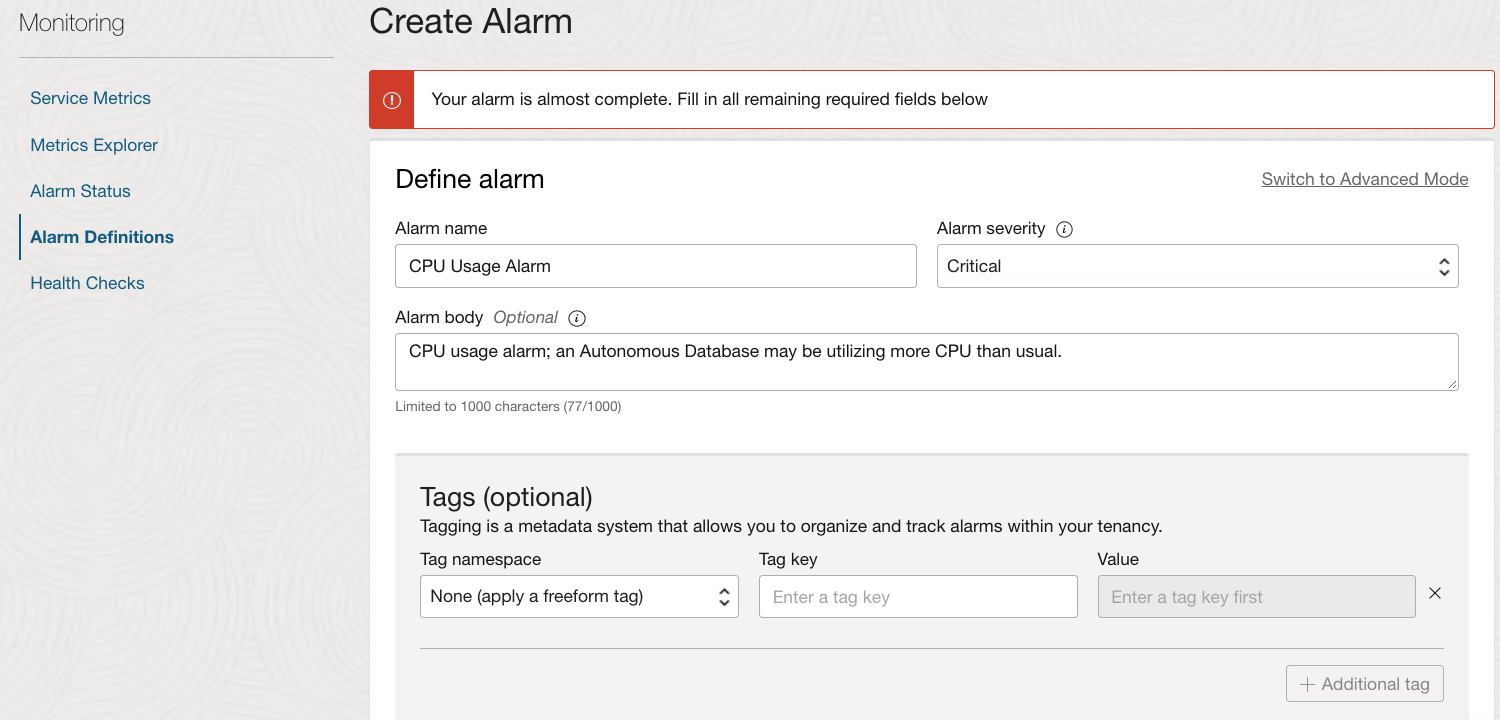 Monitoring
Service Metrics
Metrics Explorer
Alarm Status
Alarm Definitions
Health Checks
Create Alarm
Your alarm is almost complete. Fill in all remaining required fields below
Define alarm
Switch to Advanced Mode
Alarm name
Alarm severity
CPU Usage Alarm
Critical
Alarm body Optional
CPU usage alarm; an Autonomous Database may be utilizing more CPU than usual.
Limited to 1000 characters (77/1000)
Tags (optional)
Tagging is a metadata system that allows you to organize and track alarms within your tenancy.
Tag namespace
Tag key
Value
None (apply a freeform tag)
Enter a tag key
Enter a tag key first
+ Additional tag